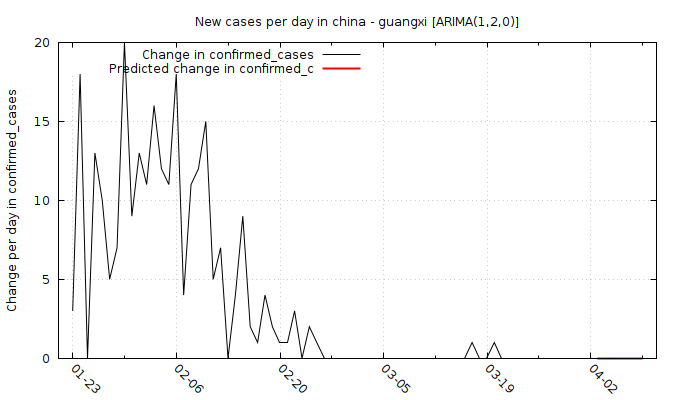 New cases per day in china - guangxi [ARIMA(1,2,0)]
Change in confirmed_cases
Predicted change in confirmed_c
Change per day in confirmed_cases
20
15
10
5
0
01-23
02-06
02-20
03-05
03-19
04-02